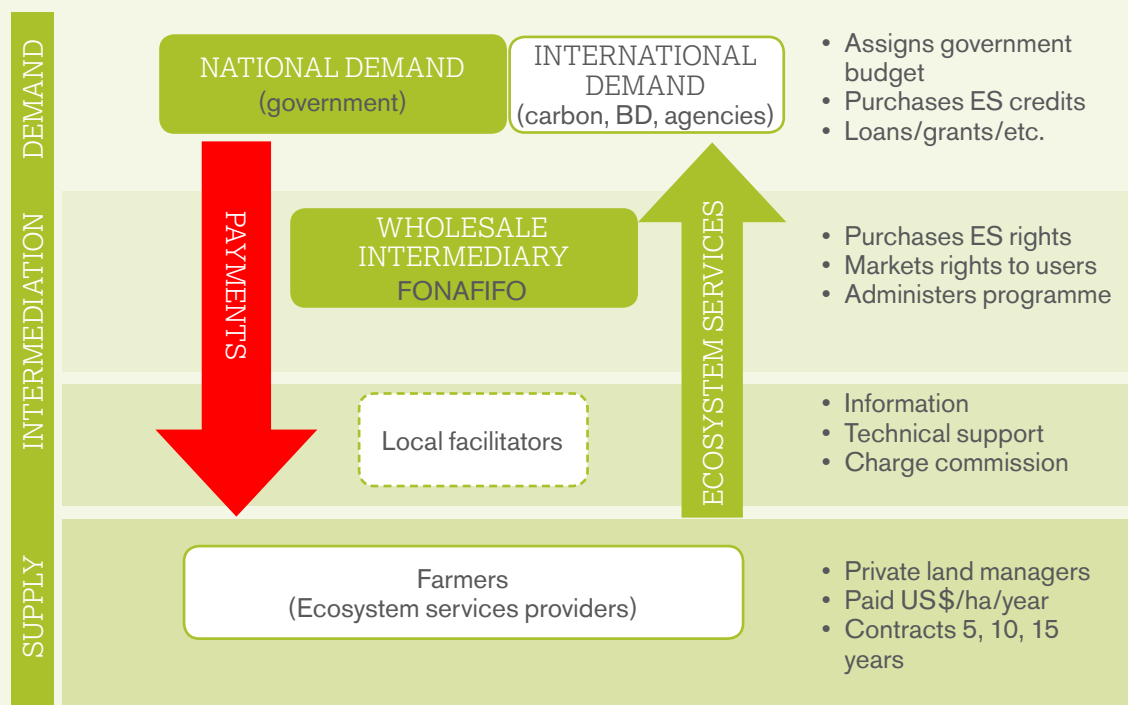 DEMAND
NATIONAL DEMAND
(government)
INTERNATIONAL
DEMAND
(carbon, BD, agencies)
• Assigns government
budget
• Purchases ES credits
• Loans/grants/etc.
PAYMENTS
ECOSYSTEM SERVICES
INTERMEDIATION
WHOLESALE
INTERMEDIARY
FONAFIFO
• Purchases ES rights
• Markets rights to users
• Administers programme
Local facilitators
• Information
• Technical support
• Charge commission
SUPPLY
Farmers
(Ecosystem services providers)
• Private land managers
• Paid US$/ha/year
• Contracts 5, 10, 15
years